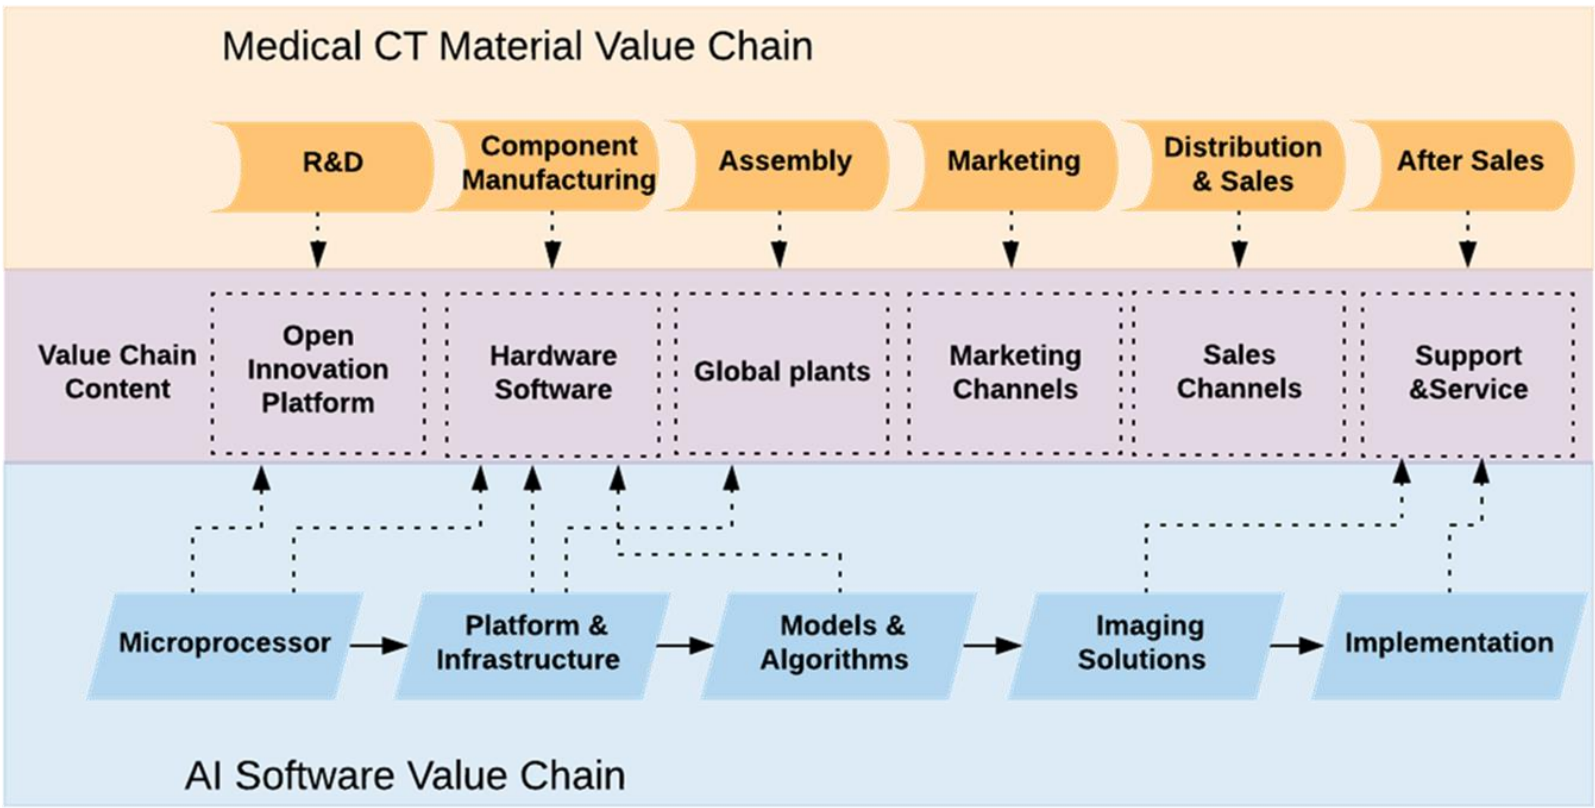 Medical CT Material Value Chain
R&D
Component
Manufacturing
Assembly
Marketing
Distribution
& Sales
After Sales
Value Chain
Content
Open
Innovation
Platform
Hardware
Software
Global plants
Marketing
Channels
Sales
Channels
Support
&Service
Microprocessor
Platform &
Infrastructure
Models &
Algorithms
Imaging
Solutions
Implementation
AI Software Value Chain